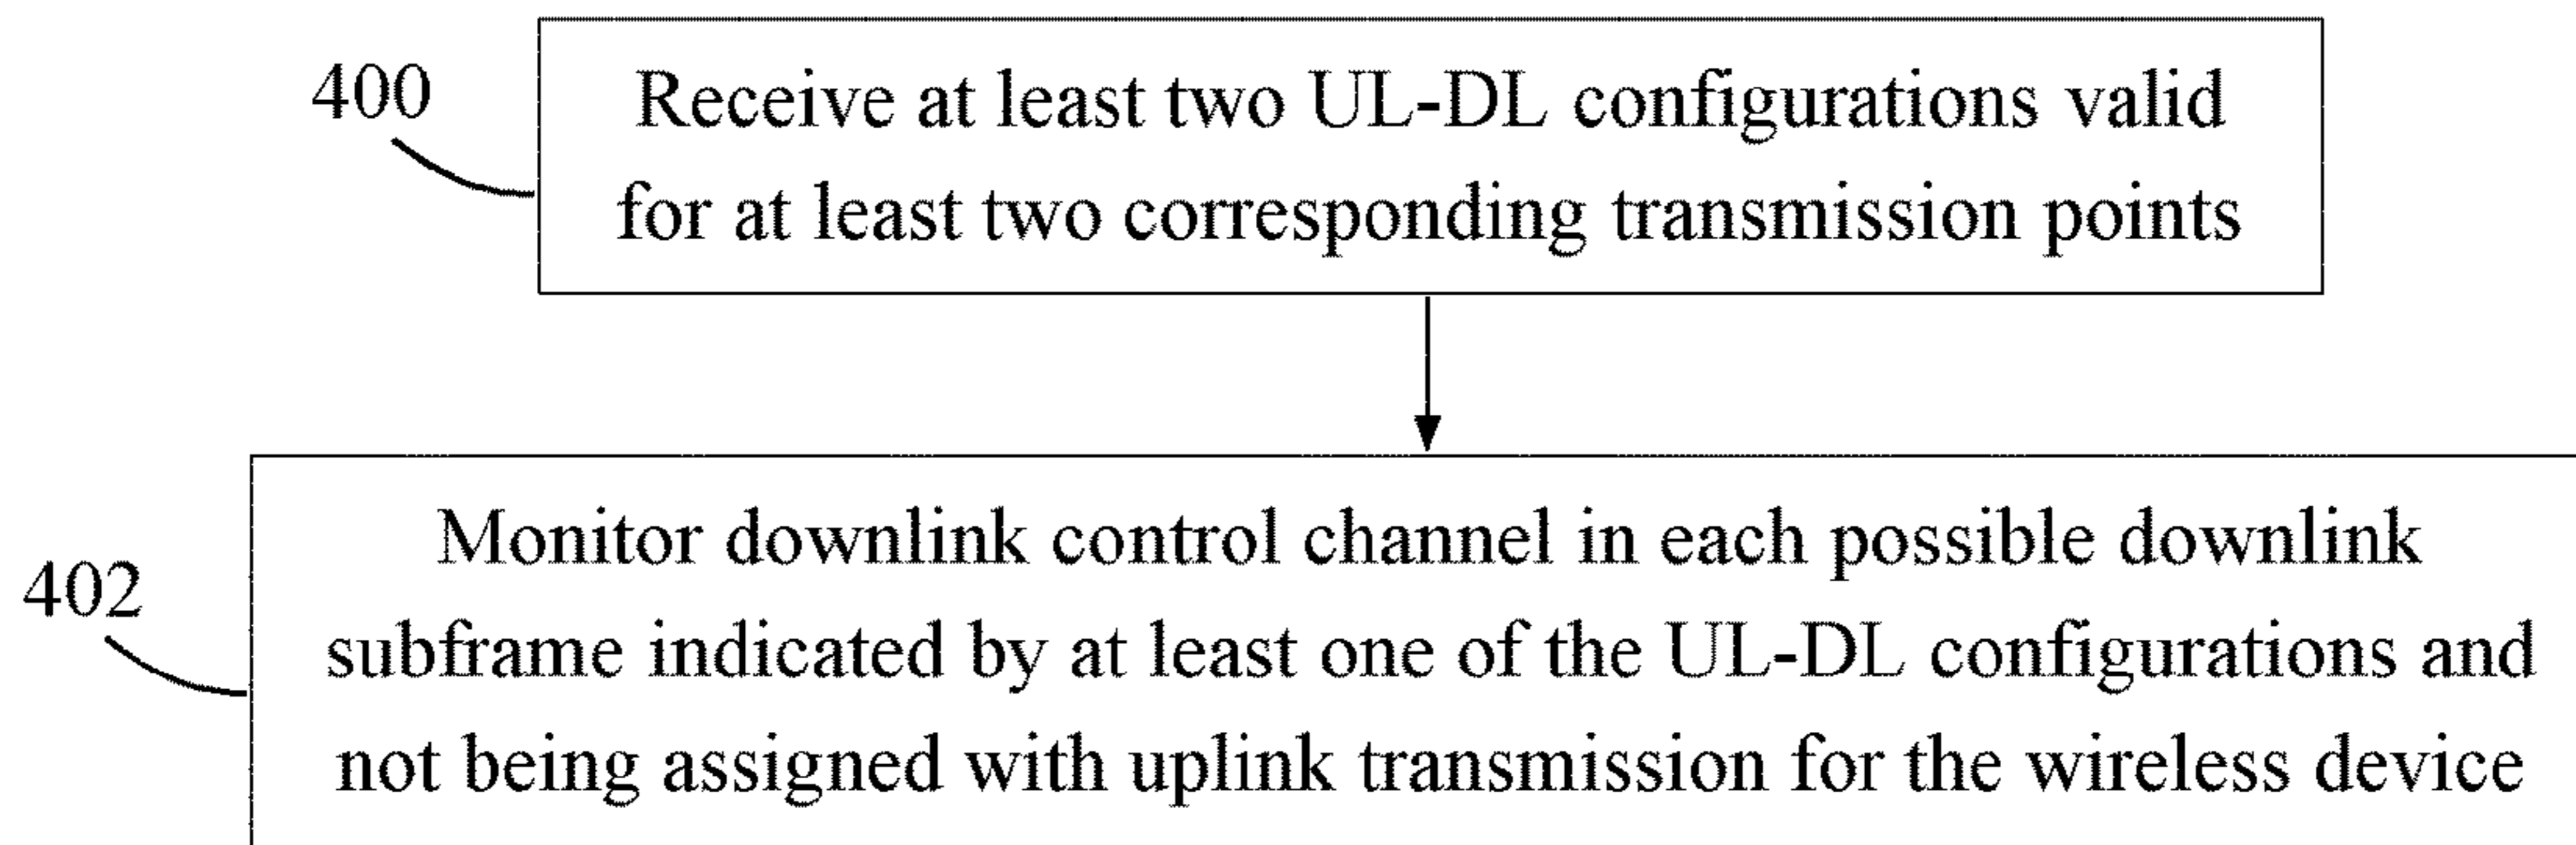 400
Receive at least two UL-DL configurations valid
for at least two corresponding transmission points
402
Monitor downlink control channel in each possible downlink
subframe indicated by at least one of the UL-DL configurations and
not being assigned with uplink transmission for the wireless device